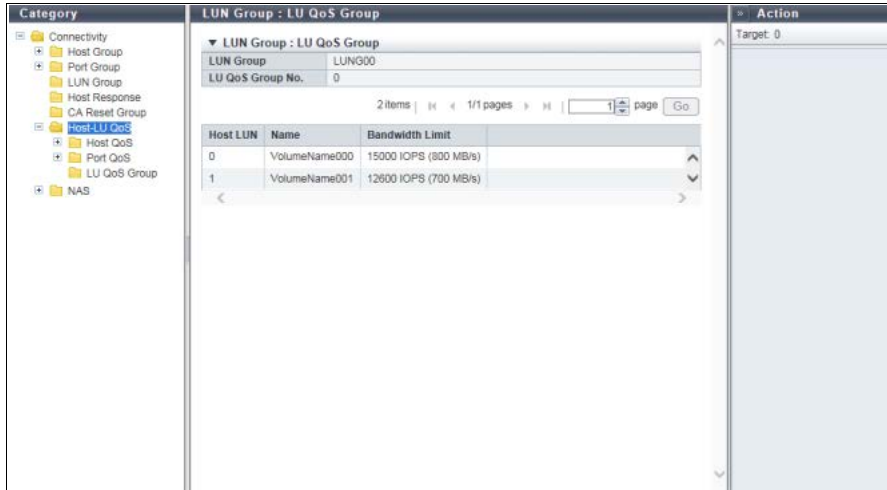 Category
Connectivity
Host Group
Port Group
LUN Group
Host Response
CA Reset Group
Host-LU QoS
Host QoS
Port QoS
LU QoS Group
NAS
LUN Group : LU QoS Group
LUN Group : LU QoS Group
LUN Group LUNG00
LU QoS Group No. 0
2 items | 1/1 pages | 1 page Go
Host LUN Name Bandwidth Limit
0 VolumeName000 15000 IOPS (800 MB/s)
1 VolumeName001 12600 IOPS (700 MB/s)
» Action
Target: 0